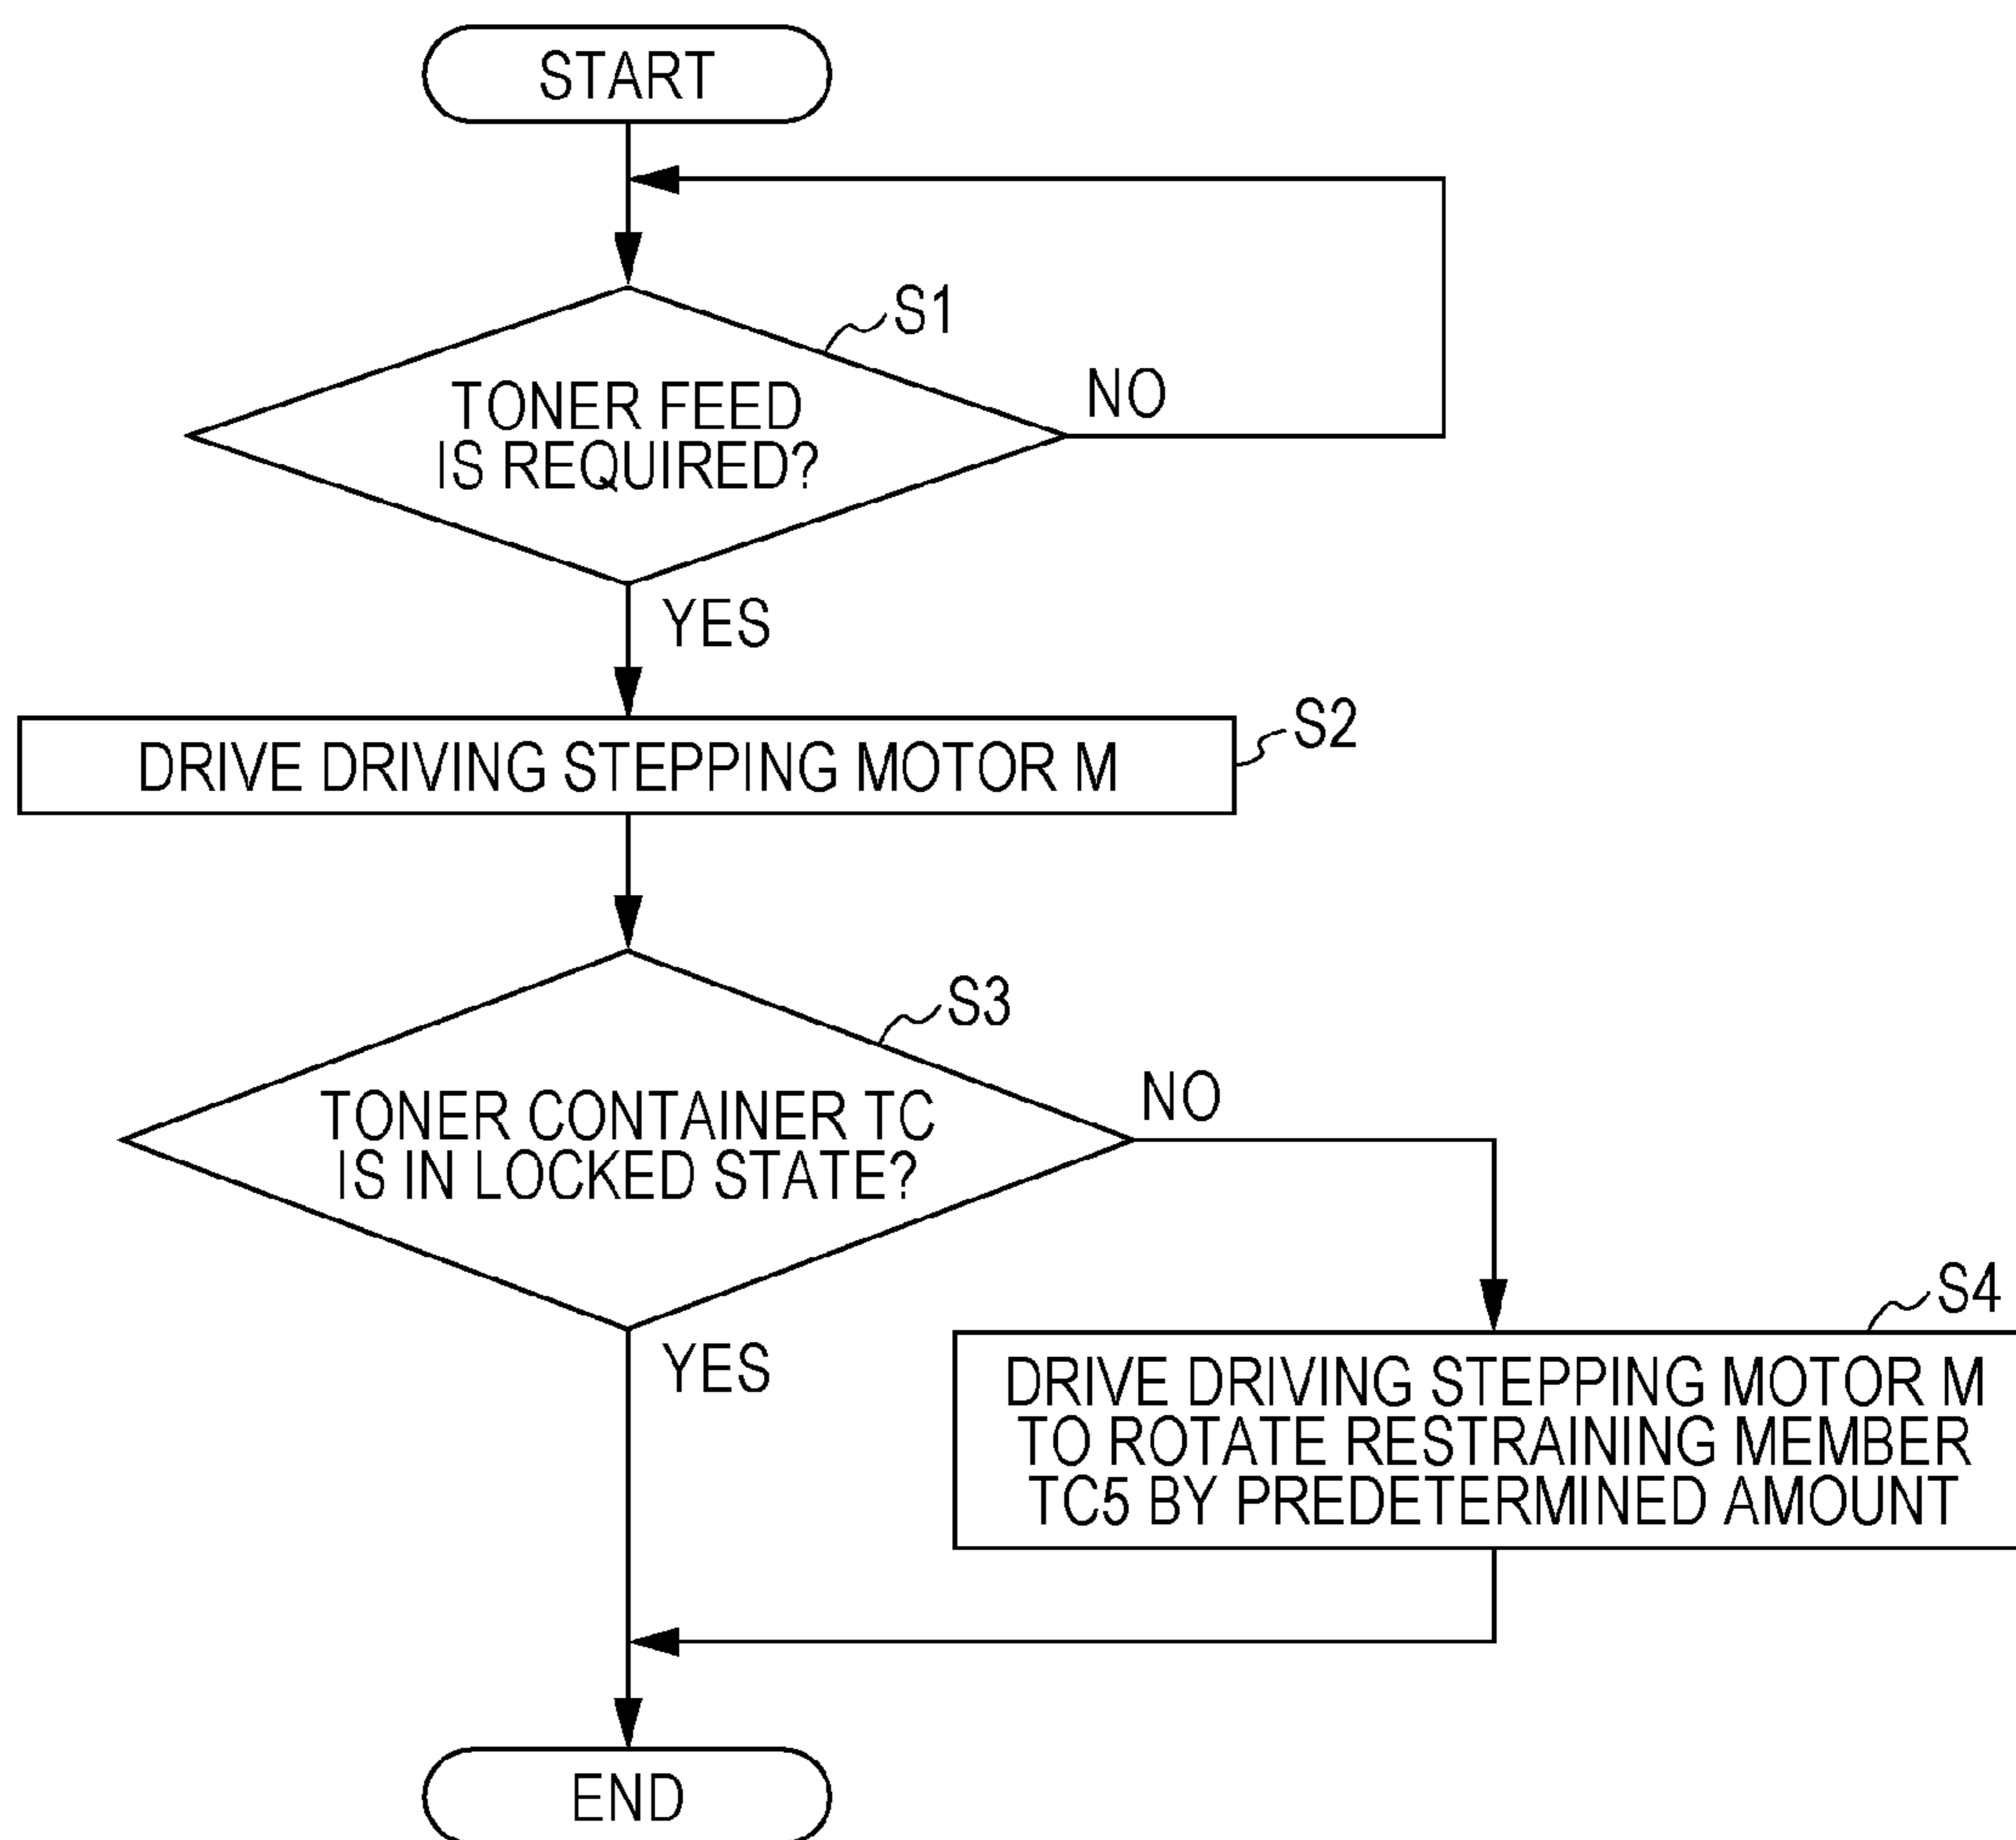 START
S1
TONER FEED
IS REQUIRED?
NO
YES
S2
DRIVE DRIVING STEPPING MOTOR M
S3
TONER CONTAINER TC
IS IN LOCKED STATE?
NO
YES
S4
DRIVE DRIVING STEPPING MOTOR M
TO ROTATE RESTRAINING MEMBER
TC5 BY PREDETERMINED AMOUNT
END